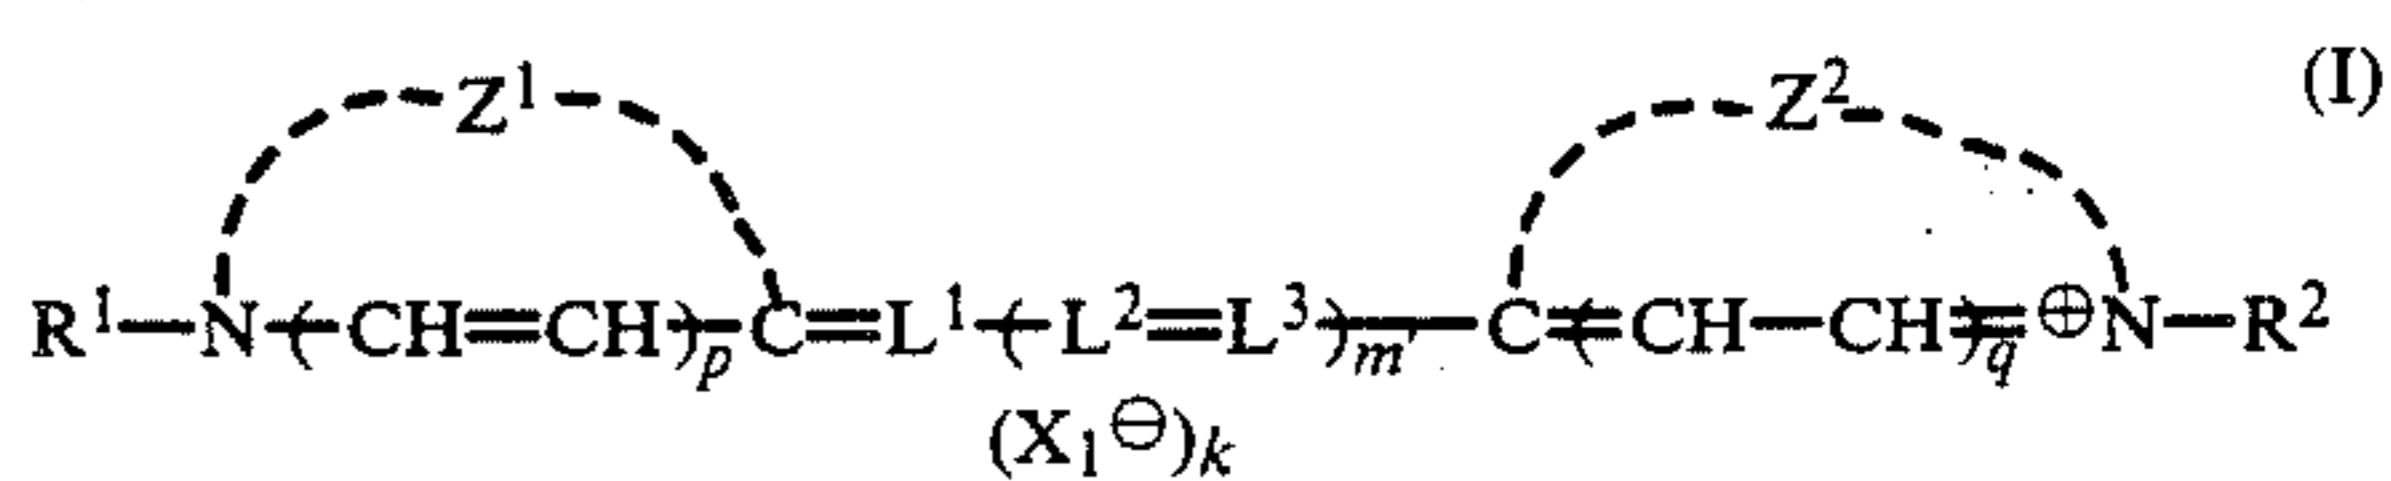 Z¹ Z² (I)
R¹—N—(CH=CH)p—C=L¹—(L²=L³)m—C=(CH—CH)q=⊕N—R²
(X₁⊖)k